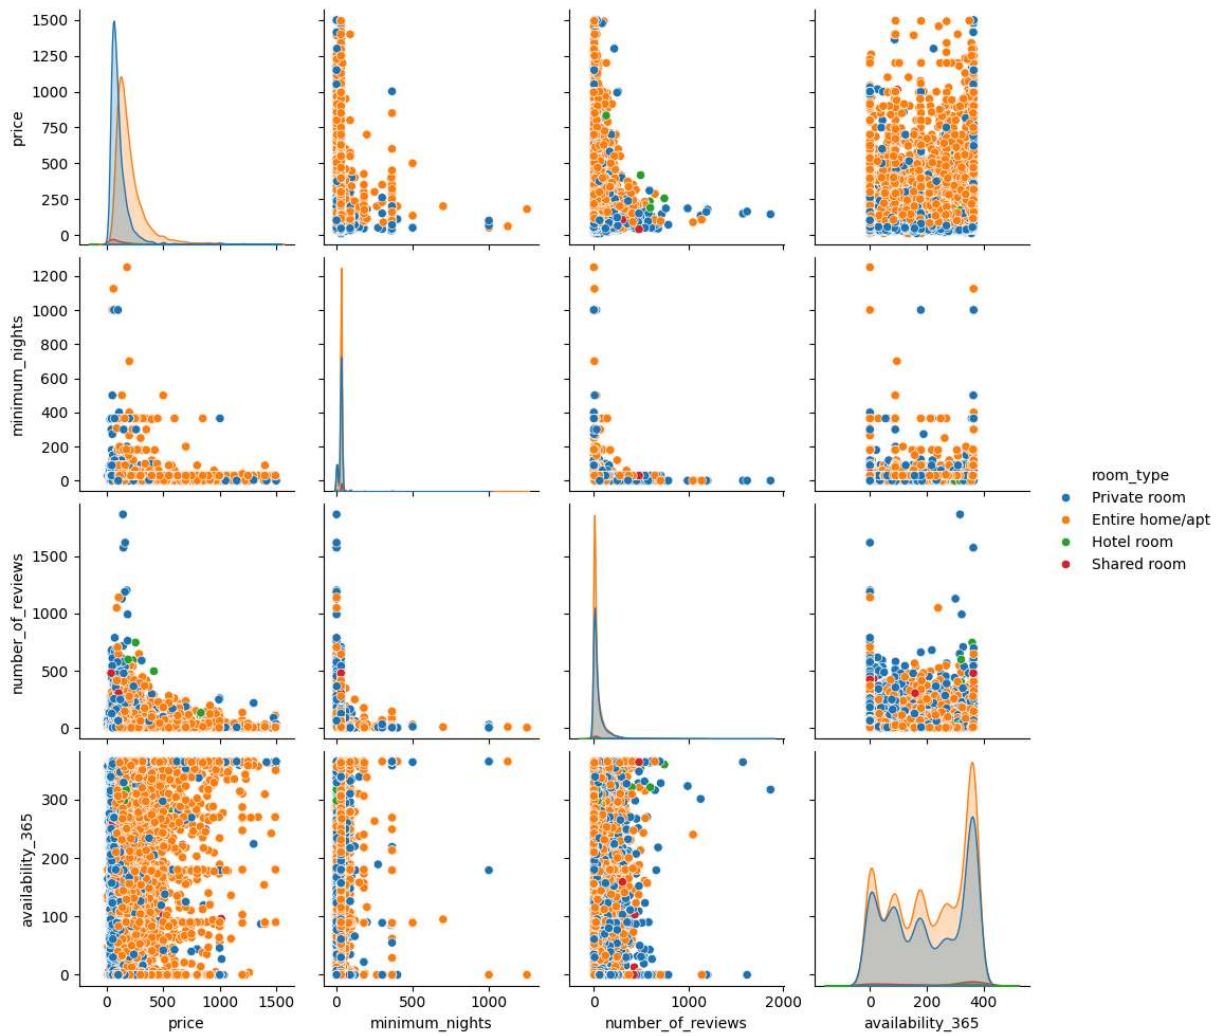 1500
1250
1000
750
500
250
0
price
1200
1000
800
600
400
200
0
minimum_nights
1500
1000
500
0
number_of_reviews
300
200
100
0
availability_365
0 500 1000 1500
price
0 500 1000
minimum_nights
0 1000 2000
number_of_reviews
0 200 400
availability_365
room_type
Private room
Entire home/apt
Hotel room
Shared room